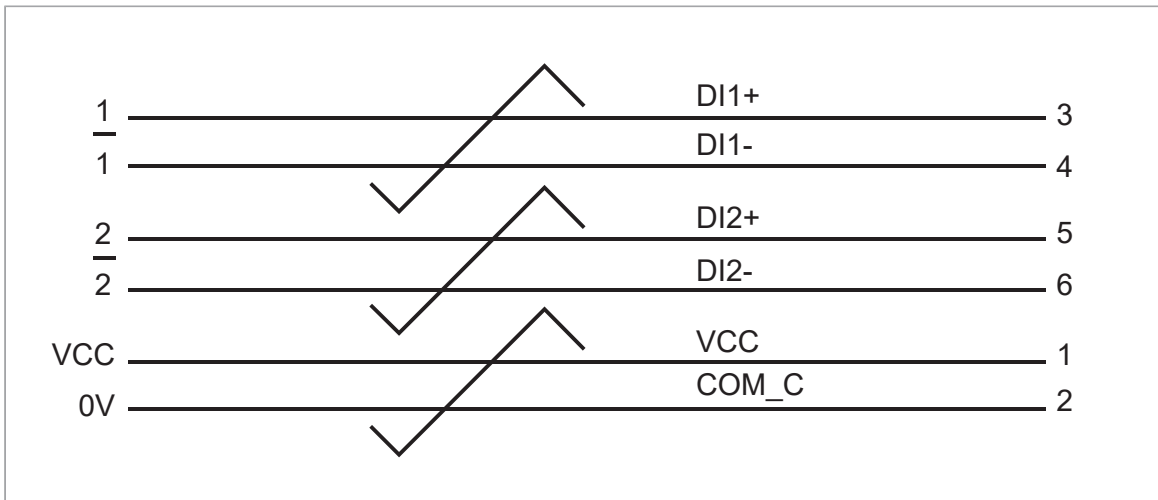 1 DI1+ 3
1̅ DI1- 4
2 DI2+ 5
2̅ DI2- 6
VCC VCC 1
0V COM_C 2